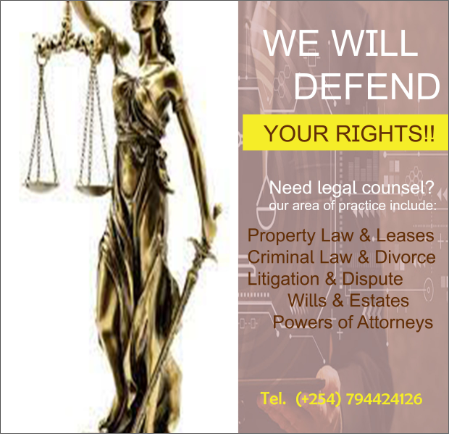 WE WILL
DEFEND
YOUR RIGHTS!!
Need legal counsel?
our area of practice include:
Property Law & Leases
Criminal Law & Divorce
Litigation & Dispute
Wills & Estates
Powers of Attorneys
Tel. (+254) 794424126